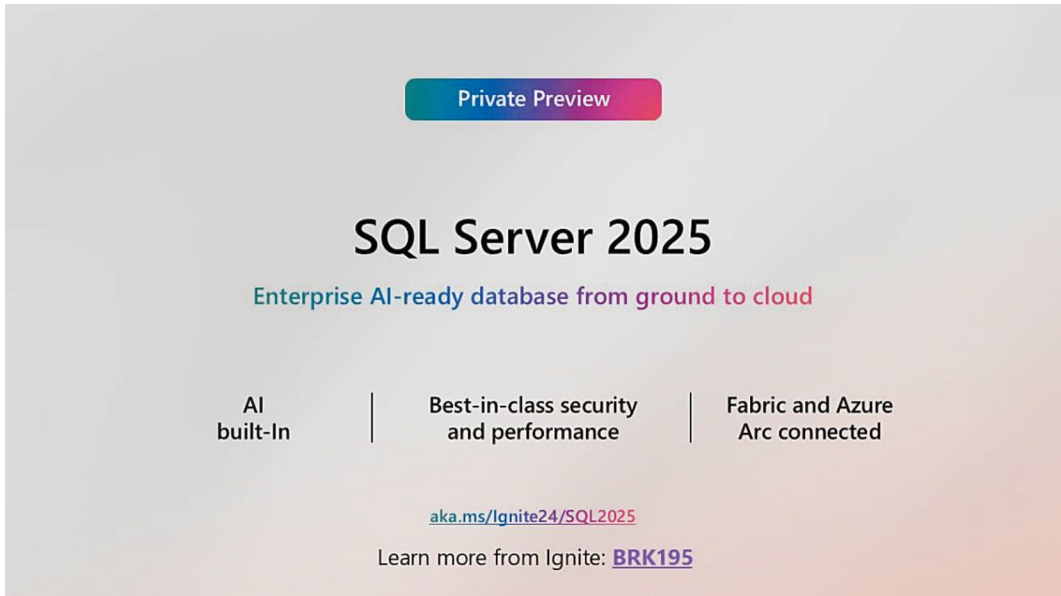 Private Preview
SQL Server 2025
Enterprise AI-ready database from ground to cloud
AI
built-In
Best-in-class security
and performance
Fabric and Azure
Arc connected
aka.ms/Ignite24/SQL2025
Learn more from Ignite: BRK195